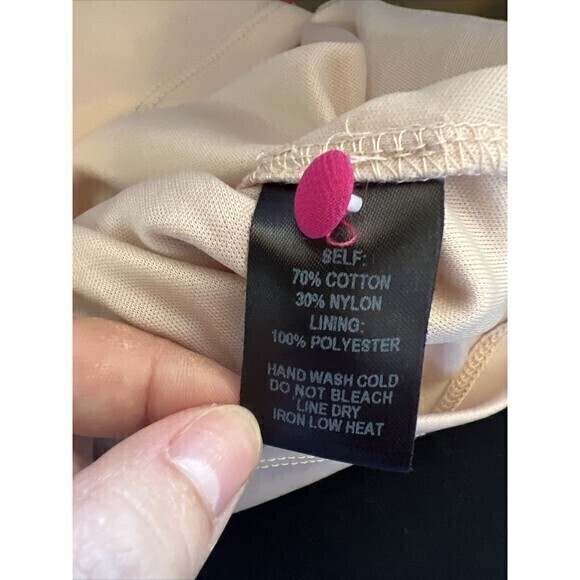 SELF:
70% COTTON
30% NYLON
LINING:
100% POLYESTER
HAND WASH COLD
DO NOT BLEACH
LINE DRY
IRON LOW HEAT